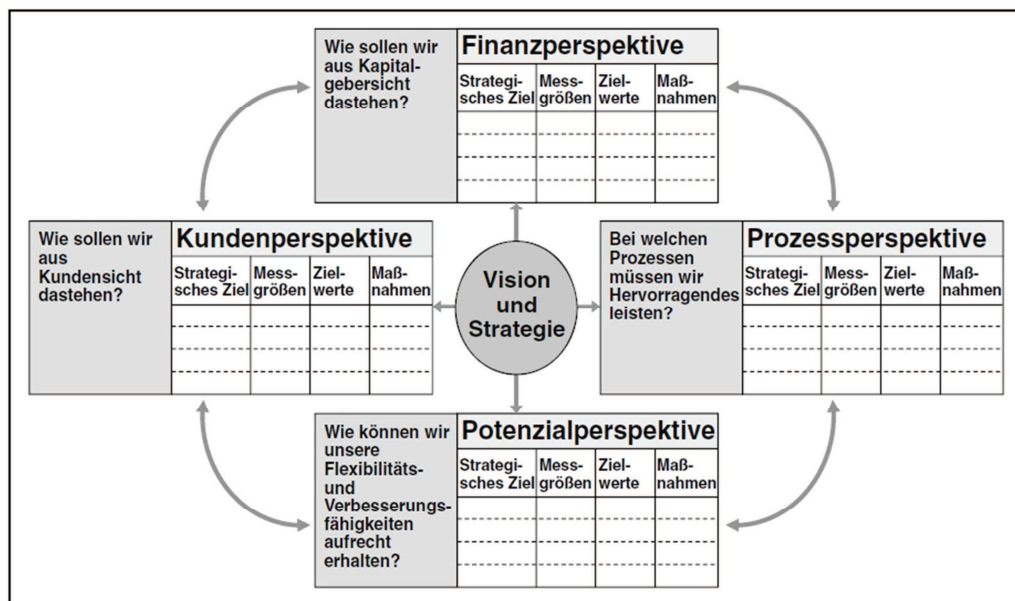 Wie sollen wir
aus Kapital-
gebersicht
dastehen?
Finanzperspektive
Strategi- Mess- Ziel- Maß-
sches Ziel größen werte nahmen
Wie sollen wir
aus
Kundensicht
dastehen?
Kundenperspektive
Strategi- Mess- Ziel- Maß-
sches Ziel größen werte nahmen
Vision
und
Strategie
Bei welchen
Prozessen
müssen wir
Hervorragendes
leisten?
Prozessperspektive
Strategi- Mess- Ziel- Maß-
sches Ziel größen werte nahmen
Wie können wir
unsere
Flexibilitäts-
und
Verbesserungs-
fähigkeiten
aufrecht
erhalten?
Potenzialperspektive
Strategi- Mess- Ziel- Maß-
sches Ziel größen werte nahmen